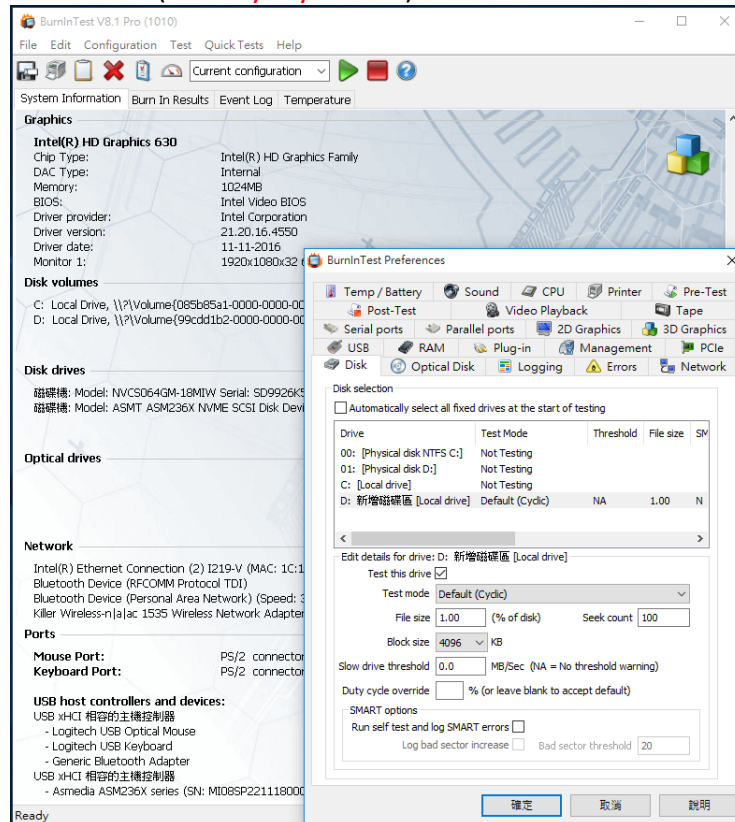 BurnInTest V8.1 Pro (1010)
File Edit Configuration Test Quick Tests Help
Current configuration
System Information Burn In Results Event Log Temperature
Graphics
Intel(R) HD Graphics 630
Chip Type: Intel(R) HD Graphics Family
DAC Type: Internal
Memory: 1024MB
BIOS: Intel Video BIOS
Driver provider: Intel Corporation
Driver version: 21.20.16.4550
Driver date: 11-11-2016
Monitor 1: 1920x1080x32
Disk volumes
C: Local Drive, \\?\Volume{085b85a1-0000-0000-00
D: Local Drive, \\?\Volume{99cdd1b2-0000-0000-00
Disk drives
磁碟機: Model: NVCS064GM-18MIW Serial: SD9926K5
磁碟機: Model: ASMT ASM236X NVME SCSI Disk Devi
Optical drives
Network
Intel(R) Ethernet Connection (2) I219-V (MAC: 1C:1
Bluetooth Device (RFCOMM Protocol TDI)
Bluetooth Device (Personal Area Network) (Speed: 3
Killer Wireless-n|a|ac 1535 Wireless Network Adapter
Ports
Mouse Port: PS/2 connector
Keyboard Port: PS/2 connector
USB host controllers and devices:
USB xHCI 相容的主機控制器
- Logitech USB Optical Mouse
- Logitech USB Keyboard
- Generic Bluetooth Adapter
USB xHCI 相容的主機控制器
- Asmedia ASM236X series (SN: MI08SP221118000
Ready
BurnInTest Preferences
Temp / Battery Sound CPU Printer Pre-Test
Post-Test Video Playback Tape
Serial ports Parallel ports 2D Graphics 3D Graphics
USB RAM Plug-in Management PCIe
Disk Optical Disk Logging Errors Network
Disk selection
Automatically select all fixed drives at the start of testing
Drive Test Mode Threshold File size SM
00: [Physical disk NTFS C:] Not Testing
01: [Physical disk D:] Not Testing
C: [Local drive] Not Testing
D: 新增磁碟區 [Local drive] Default (Cyclic) NA 1.00 N
Edit details for drive: D: 新增磁碟區 [Local drive]
Test this drive
Test mode Default (Cyclic)
File size 1.00 (% of disk) Seek count 100
Block size 4096 KB
Slow drive threshold 0.0 MB/Sec (NA = No threshold warning)
Duty cycle override % (or leave blank to accept default)
SMART options
Run self test and log SMART errors
Log bad sector increase Bad sector threshold 20
確定 取消 說明